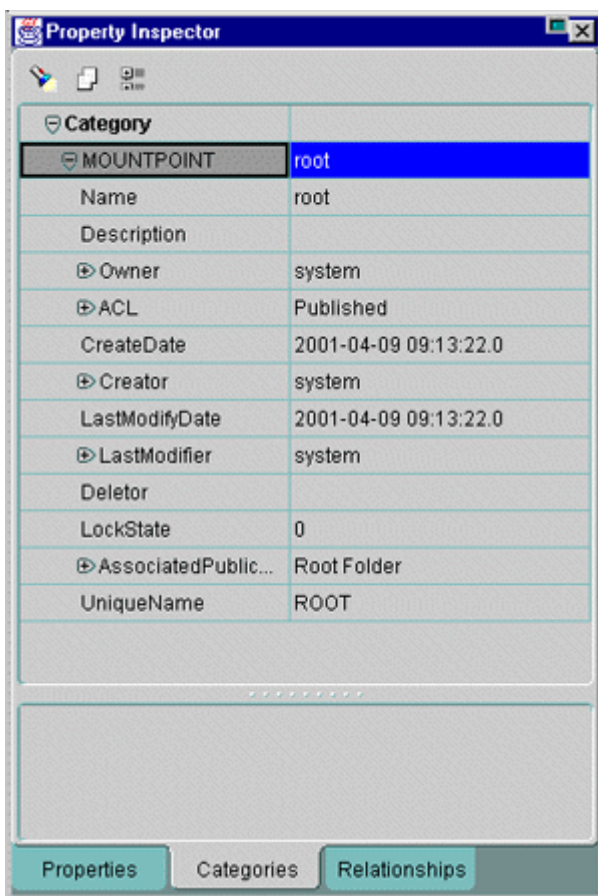 Property Inspector
Category
MOUNTPOINT root
Name root
Description
Owner system
ACL Published
CreateDate 2001-04-09 09:13:22.0
Creator system
LastModifyDate 2001-04-09 09:13:22.0
LastModifier system
Deletor
LockState 0
AssociatedPublic... Root Folder
UniqueName ROOT
Properties Categories Relationships